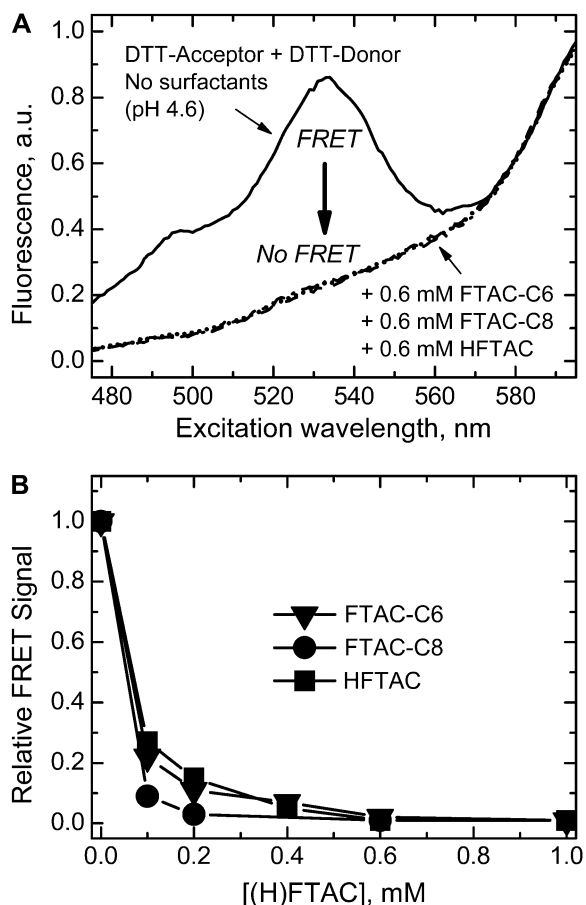 A
DTT-Acceptor + DTT-Donor
No surfactants
(pH 4.6)
FRET
No FRET
+ 0.6 mM FTAC-C6
+ 0.6 mM FTAC-C8
+ 0.6 mM HFTAC
1.0
0.8
0.6
0.4
0.2
0.0
Fluorescence, a.u.
480 500 520 540 560 580
Excitation wavelength, nm
B
1.0
0.8
0.6
0.4
0.2
0.0
Relative FRET Signal
FTAC-C6
FTAC-C8
HFTAC
0.0 0.2 0.4 0.6 0.8 1.0
[(H)FTAC], mM